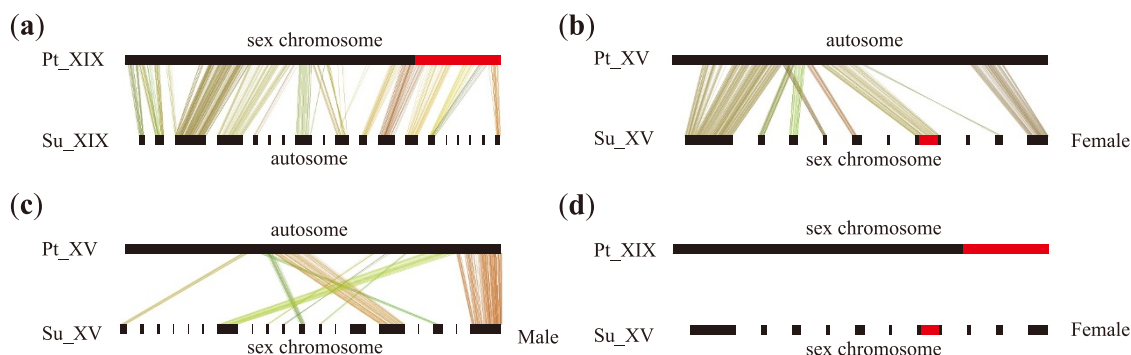 (a)
sex chromosome
Pt_XIX
Su_XIX
autosome
(b)
autosome
Pt_XV
Su_XV
Female
sex chromosome
(c)
autosome
Pt_XV
Su_XV
Male
sex chromosome
(d)
sex chromosome
Pt_XIX
Su_XV
Female
sex chromosome